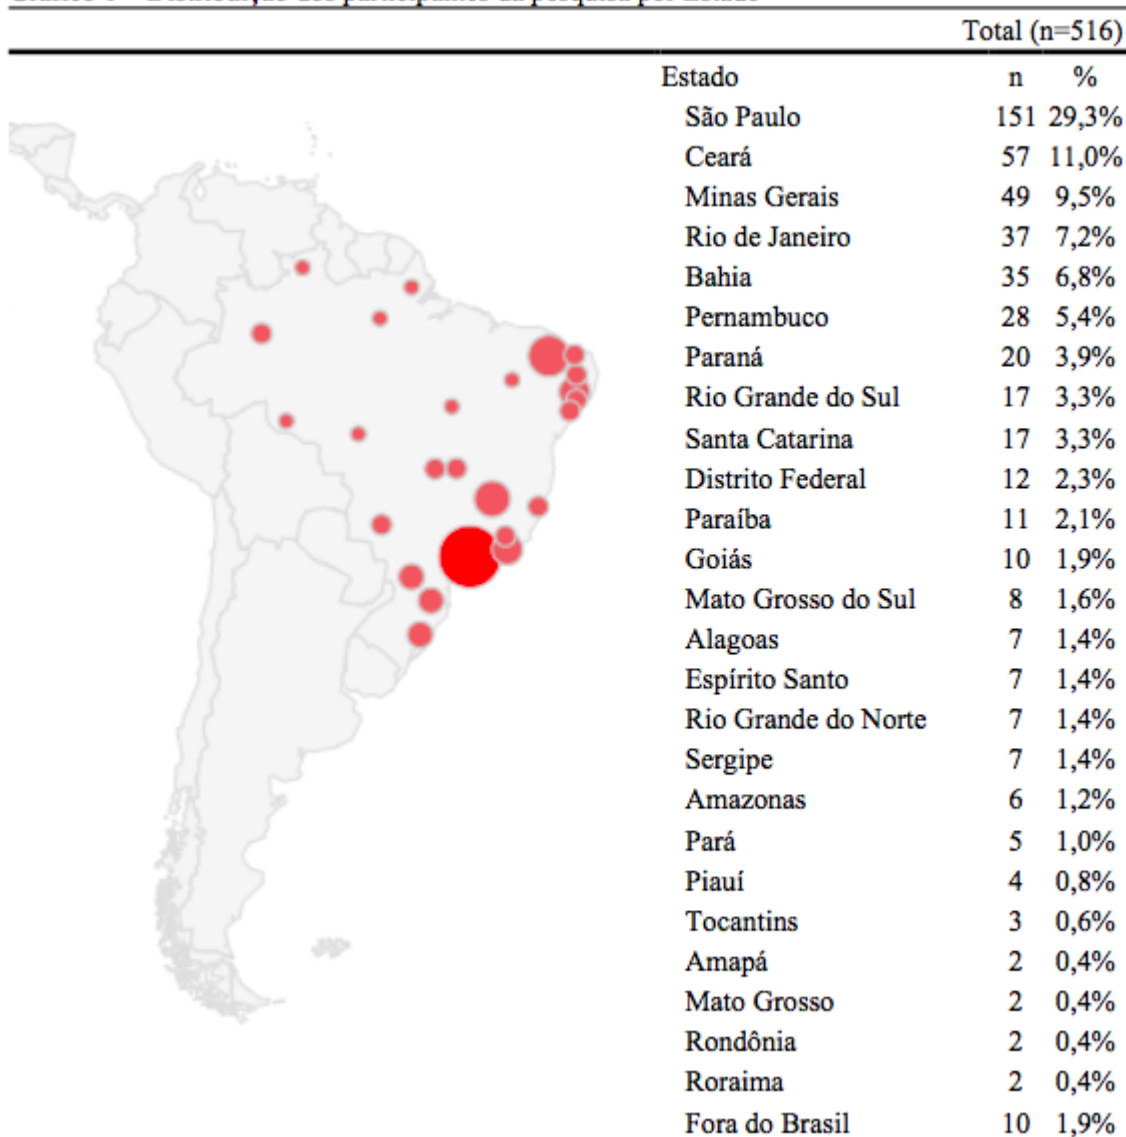 Total (n=516)
Estado n %
São Paulo 151 29,3%
Ceará 57 11,0%
Minas Gerais 49 9,5%
Rio de Janeiro 37 7,2%
Bahia 35 6,8%
Pernambuco 28 5,4%
Paraná 20 3,9%
Rio Grande do Sul 17 3,3%
Santa Catarina 17 3,3%
Distrito Federal 12 2,3%
Paraíba 11 2,1%
Goiás 10 1,9%
Mato Grosso do Sul 8 1,6%
Alagoas 7 1,4%
Espírito Santo 7 1,4%
Rio Grande do Norte 7 1,4%
Sergipe 7 1,4%
Amazonas 6 1,2%
Pará 5 1,0%
Piauí 4 0,8%
Tocantins 3 0,6%
Amapá 2 0,4%
Mato Grosso 2 0,4%
Rondônia 2 0,4%
Roraima 2 0,4%
Fora do Brasil 10 1,9%